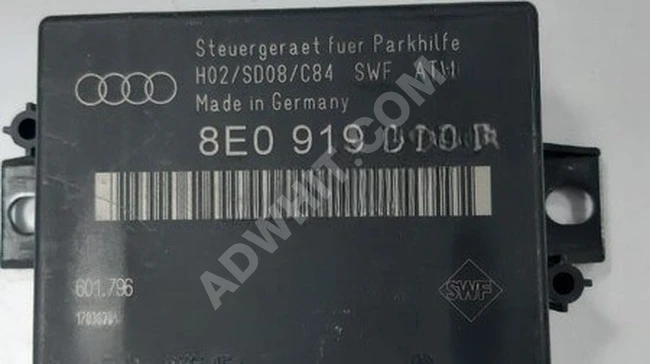 Steuergeraet fuer Parkhilfe
H02/SD08/C84 SWF
Made in Germany
8E0 919
601.796
SWF
ADWHIT.COM